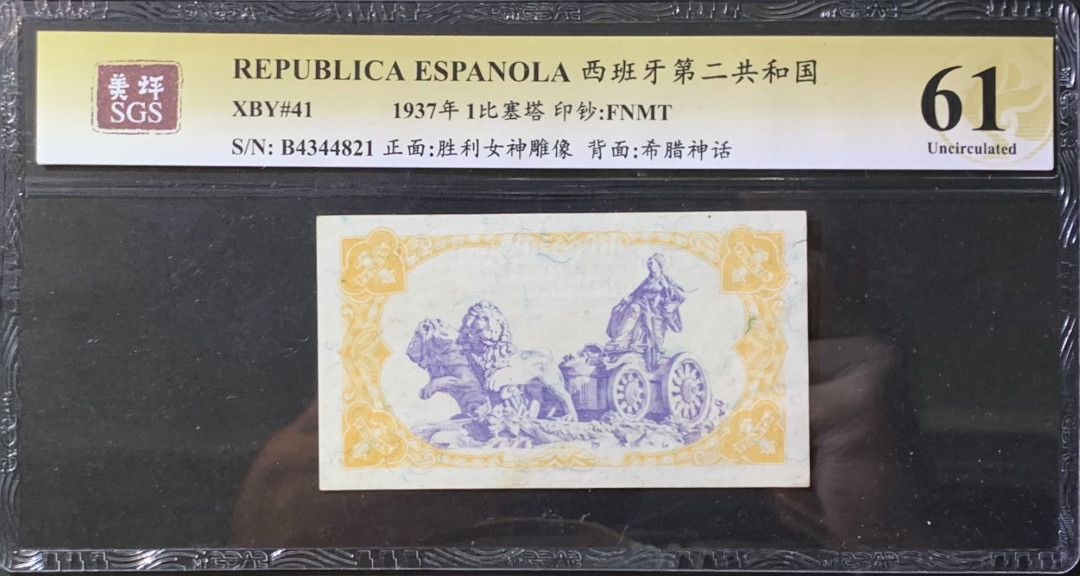 美评
SGS
REPUBLICA ESPANOLA 西班牙第二共和国
XBY#41 1937年 1比塞塔 印钞:FNMT
S/N: B4344821 正面:胜利女神雕像 背面:希腊神话
61
Uncirculated